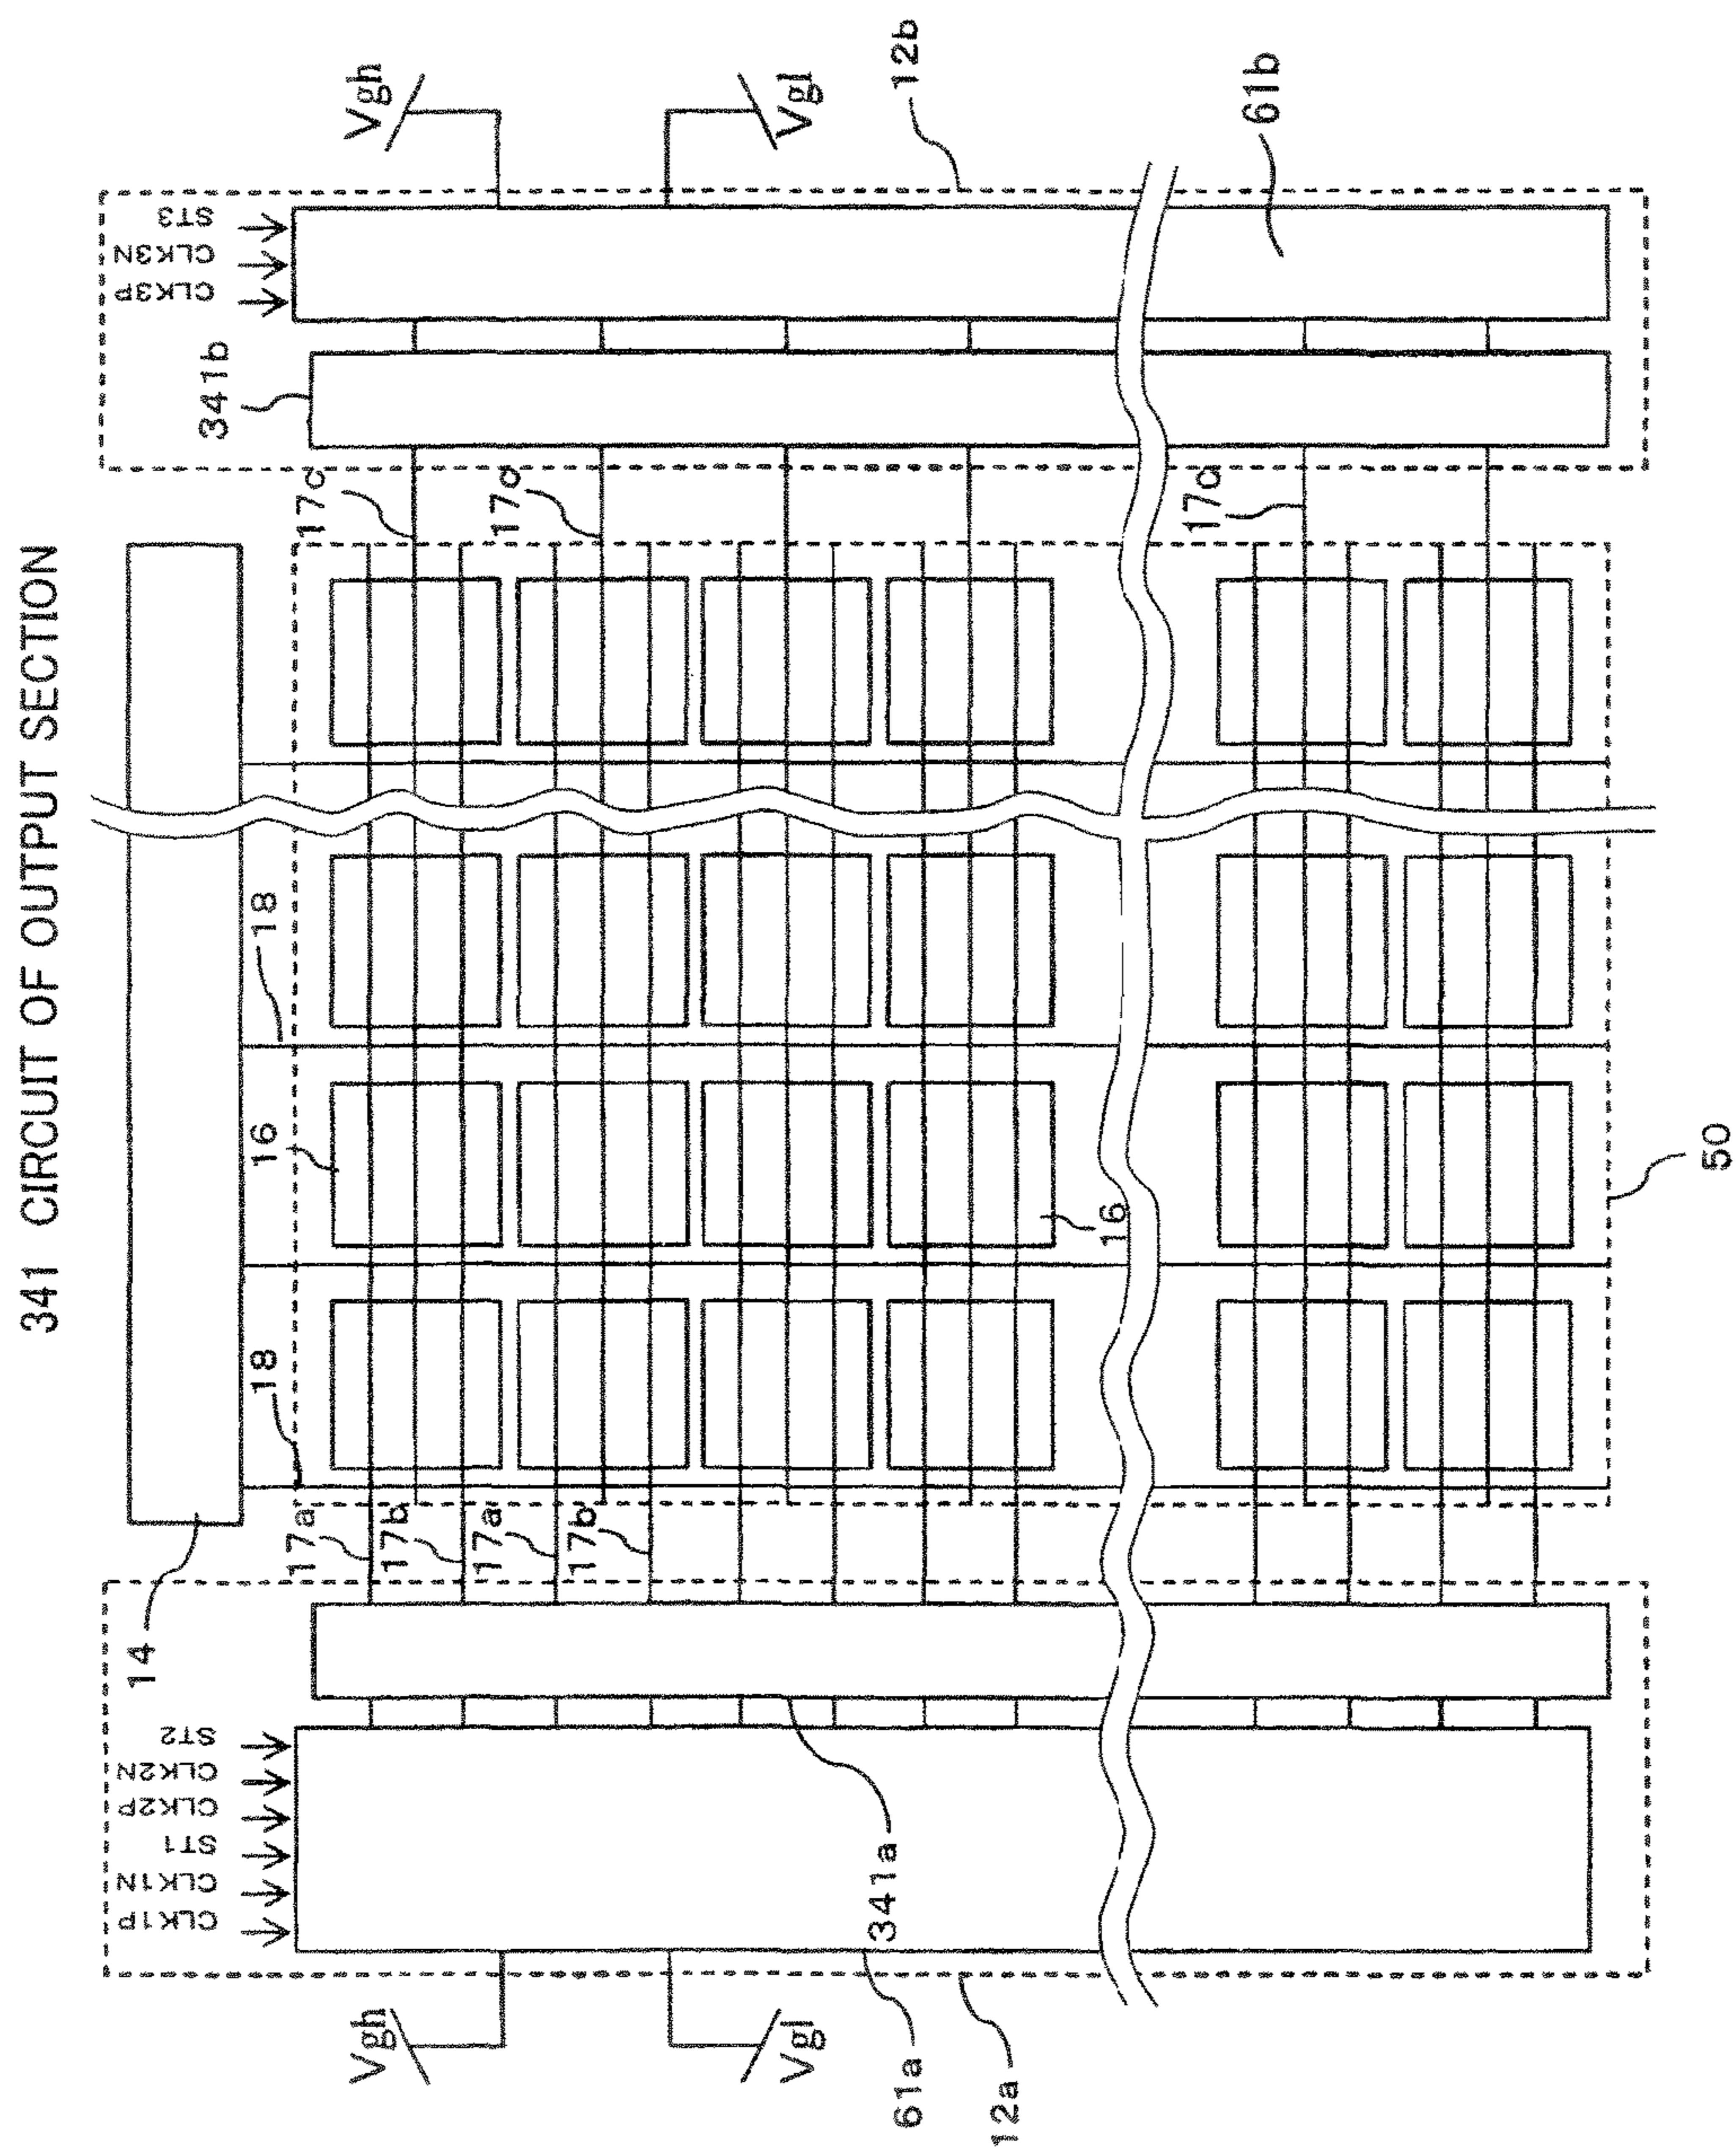 341 CIRCUIT OF OUTPUT SECTION
14
CLK1P
CLK1N
ST1
CLK2P
CLK2N
ST2
CLK3P
CLK3N
ST3
18
16
18
341b
17a
17b
17a
17b
17c
17c
Vgh
Vgl
Vgh
Vgl
341a
61a
12a
12b
16
17c
61b
50